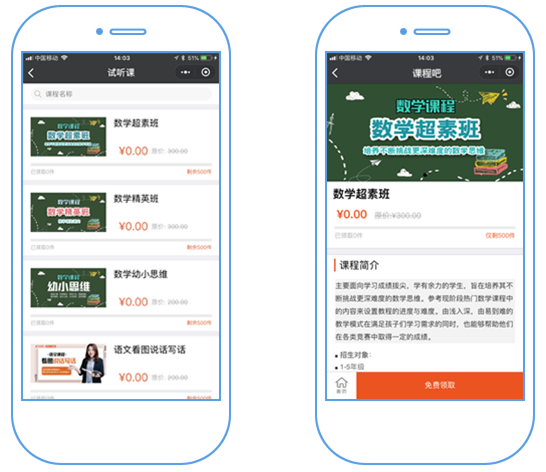 中国移动 14:03 51%
试听课
课程名称
数学课程
数学超素班
数学超素班
¥0.00 原价: 300.00
已领取0件 剩余500件
数学课程
数学精英班
数学精英班
¥0.00 原价: 300.00
已领取0件 剩余500件
数学课程
幼小思维
数学幼小思维
¥0.00 原价: 200.00
已领取0件 剩余500件
看图说话写话
语文看图说话写话
¥0.00 原价: 200.00
中国移动 14:03 51%
课程吧
数学课程
数学超素班
培养不断挑战更深难度的数学思维
数学超素班
¥0.00 原价:¥300.00
已领取0件 仅剩500件
课程简介
主要面向学习成绩拔尖，学有余力的学生，旨在培养其不
断挑战更深难度的数学思维。参考现阶段热门数学课程中
的内容来设置教程的进度与难度。由浅入深、由易到难的
教学模式在满足孩子们学习需求的同时，也能够帮助他们
在各类竞赛中取得一定的成绩。
招生对象：
1-5年级
首页
免费领取